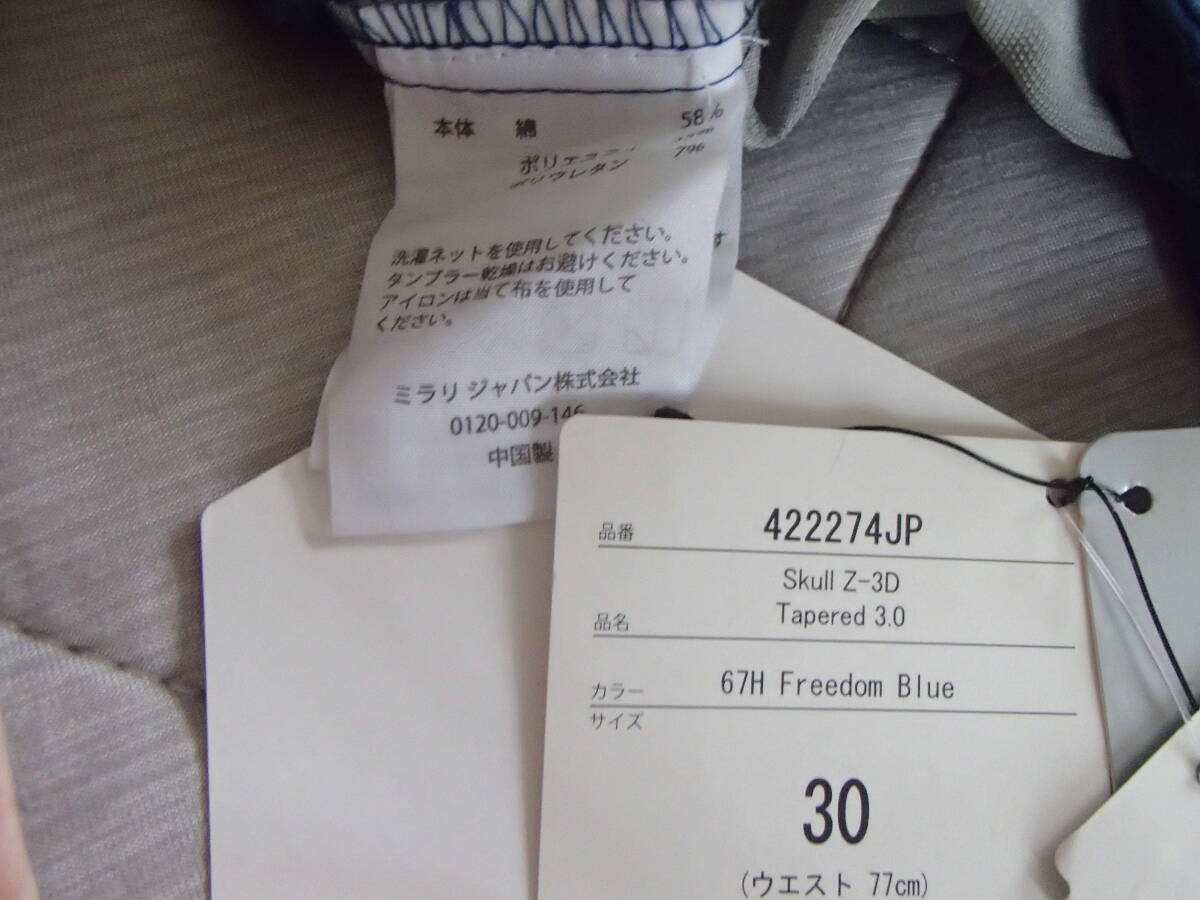 本体 綿 58%
ポリ
ポリウレタン
洗濯ネットを使用してください。
タンブラー乾燥はお避けください。
アイロンは当て布を使用して
ください。
す
ミラリ ジャパン株式会社
0120-009-146
中国製
品番 422274JP
Skull Z-3D
品名 Tapered 3.0
カラー 67H Freedom Blue
サイズ
30
(ウエスト 77cm)